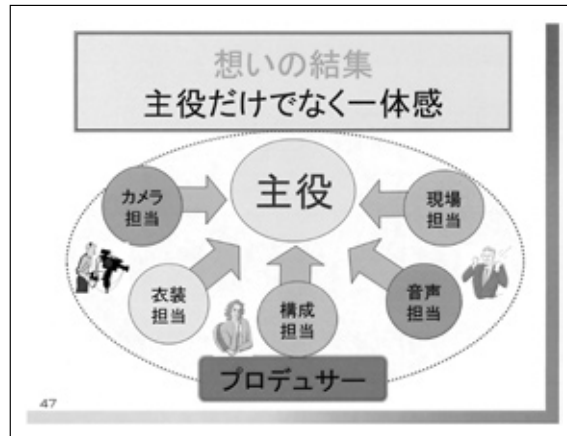 想いの結集
主役だけでなく一体感
主役
カメラ
担当
現場
担当
衣装
担当
構成
担当
音声
担当
プロデュサー
47